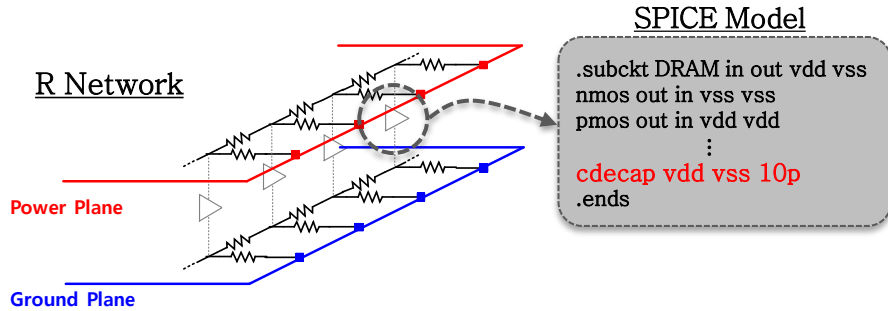 SPICE Model
R Network
.subckt DRAM in out vdd vss
nmos out in vss vss
pmos out in vdd vdd
⋮
cdecap vdd vss 10p
.ends
Power Plane
Ground Plane